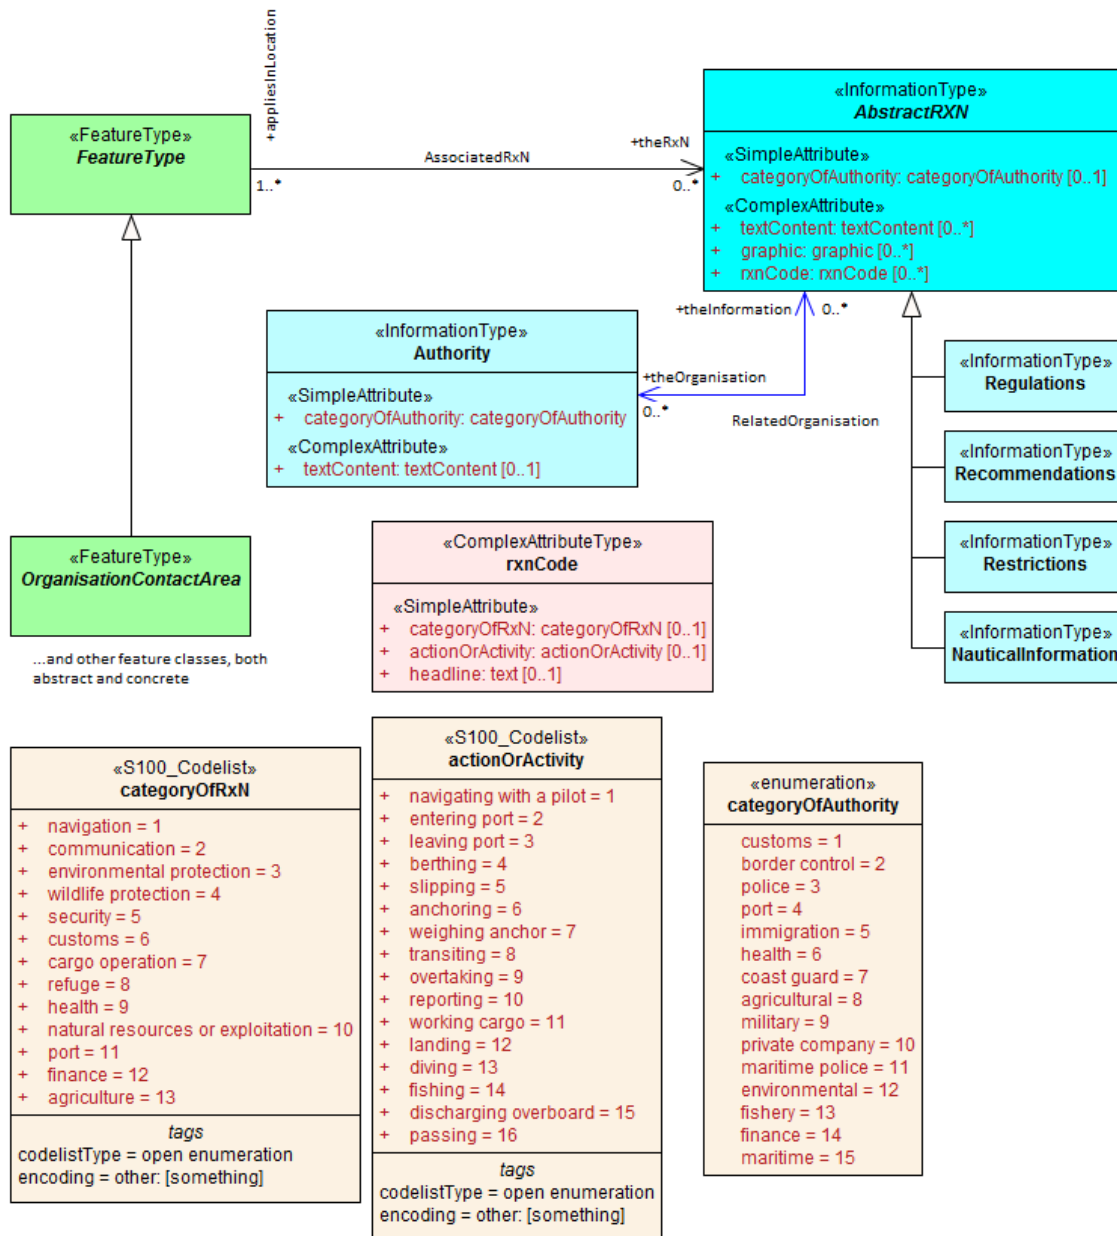 +appliesInLocation
«FeatureType»
FeatureType
1..*
AssociatedRxN
+theRxN
0..*
«InformationType»
AbstractRXN
«SimpleAttribute»
+ categoryOfAuthority: categoryOfAuthority [0..1]
«ComplexAttribute»
+ textContent: textContent [0..*]
+ graphic: graphic [0..*]
+ rxnCode: rxnCode [0..*]
+theInformation
0..*
«InformationType»
Authority
«SimpleAttribute»
+ categoryOfAuthority: categoryOfAuthority
«ComplexAttribute»
+ textContent: textContent [0..1]
+theOrganisation
0..*
RelatedOrganisation
«InformationType»
Regulations
«InformationType»
Recommendations
«InformationType»
Restrictions
«InformationType»
NauticalInformation
«FeatureType»
OrganisationContactArea
...and other feature classes, both
abstract and concrete
«ComplexAttributeType»
rxnCode
«SimpleAttribute»
+ categoryOfRxN: categoryOfRxN [0..1]
+ actionOrActivity: actionOrActivity [0..1]
+ headline: text [0..1]
«S100_Codelist»
categoryOfRxN
+ navigation = 1
+ communication = 2
+ environmental protection = 3
+ wildlife protection = 4
+ security = 5
+ customs = 6
+ cargo operation = 7
+ refuge = 8
+ health = 9
+ natural resources or exploitation = 10
+ port = 11
+ finance = 12
+ agriculture = 13
tags
codelistType = open enumeration
encoding = other: [something]
«S100_Codelist»
actionOrActivity
+ navigating with a pilot = 1
+ entering port = 2
+ leaving port = 3
+ berthing = 4
+ slipping = 5
+ anchoring = 6
+ weighing anchor = 7
+ transiting = 8
+ overtaking = 9
+ reporting = 10
+ working cargo = 11
+ landing = 12
+ diving = 13
+ fishing = 14
+ discharging overboard = 15
+ passing = 16
tags
codelistType = open enumeration
encoding = other: [something]
«enumeration»
categoryOfAuthority
customs = 1
border control = 2
police = 3
port = 4
immigration = 5
health = 6
coast guard = 7
agricultural = 8
military = 9
private company = 10
maritime police = 11
environmental = 12
fishery = 13
finance = 14
maritime = 15